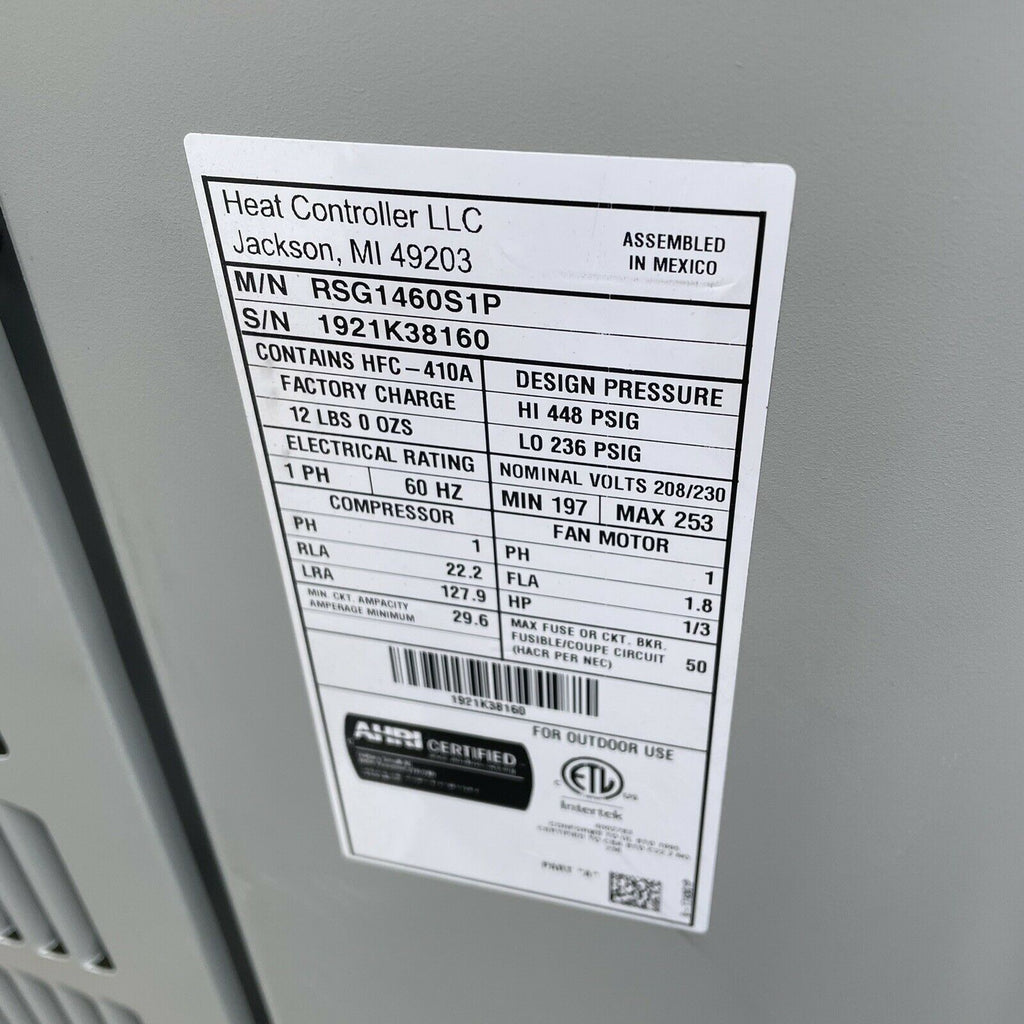 Heat Controller LLC
Jackson, MI 49203
ASSEMBLED
IN MEXICO
M/N RSG1460S1P
S/N 1921K38160
CONTAINS HFC-410A
FACTORY CHARGE
12 LBS 0 OZS
DESIGN PRESSURE
HI 448 PSIG
LO 236 PSIG
ELECTRICAL RATING
1 PH 60 HZ
NOMINAL VOLTS 208/230
MIN 197 MAX 253
COMPRESSOR
PH 1
RLA 22.2
LRA 127.9
MIN. CKT. AMPACITY
AMPERAGE MINIMUM 29.6
FAN MOTOR
PH 1
FLA 1.8
HP 1/3
MAX FUSE OR CKT. BKR.
FUSIBLE/COUPE CIRCUIT
(HACR PER NEC) 50
1921K38160
FOR OUTDOOR USE
AHRI CERTIFIED
ETL
C US
Intertek